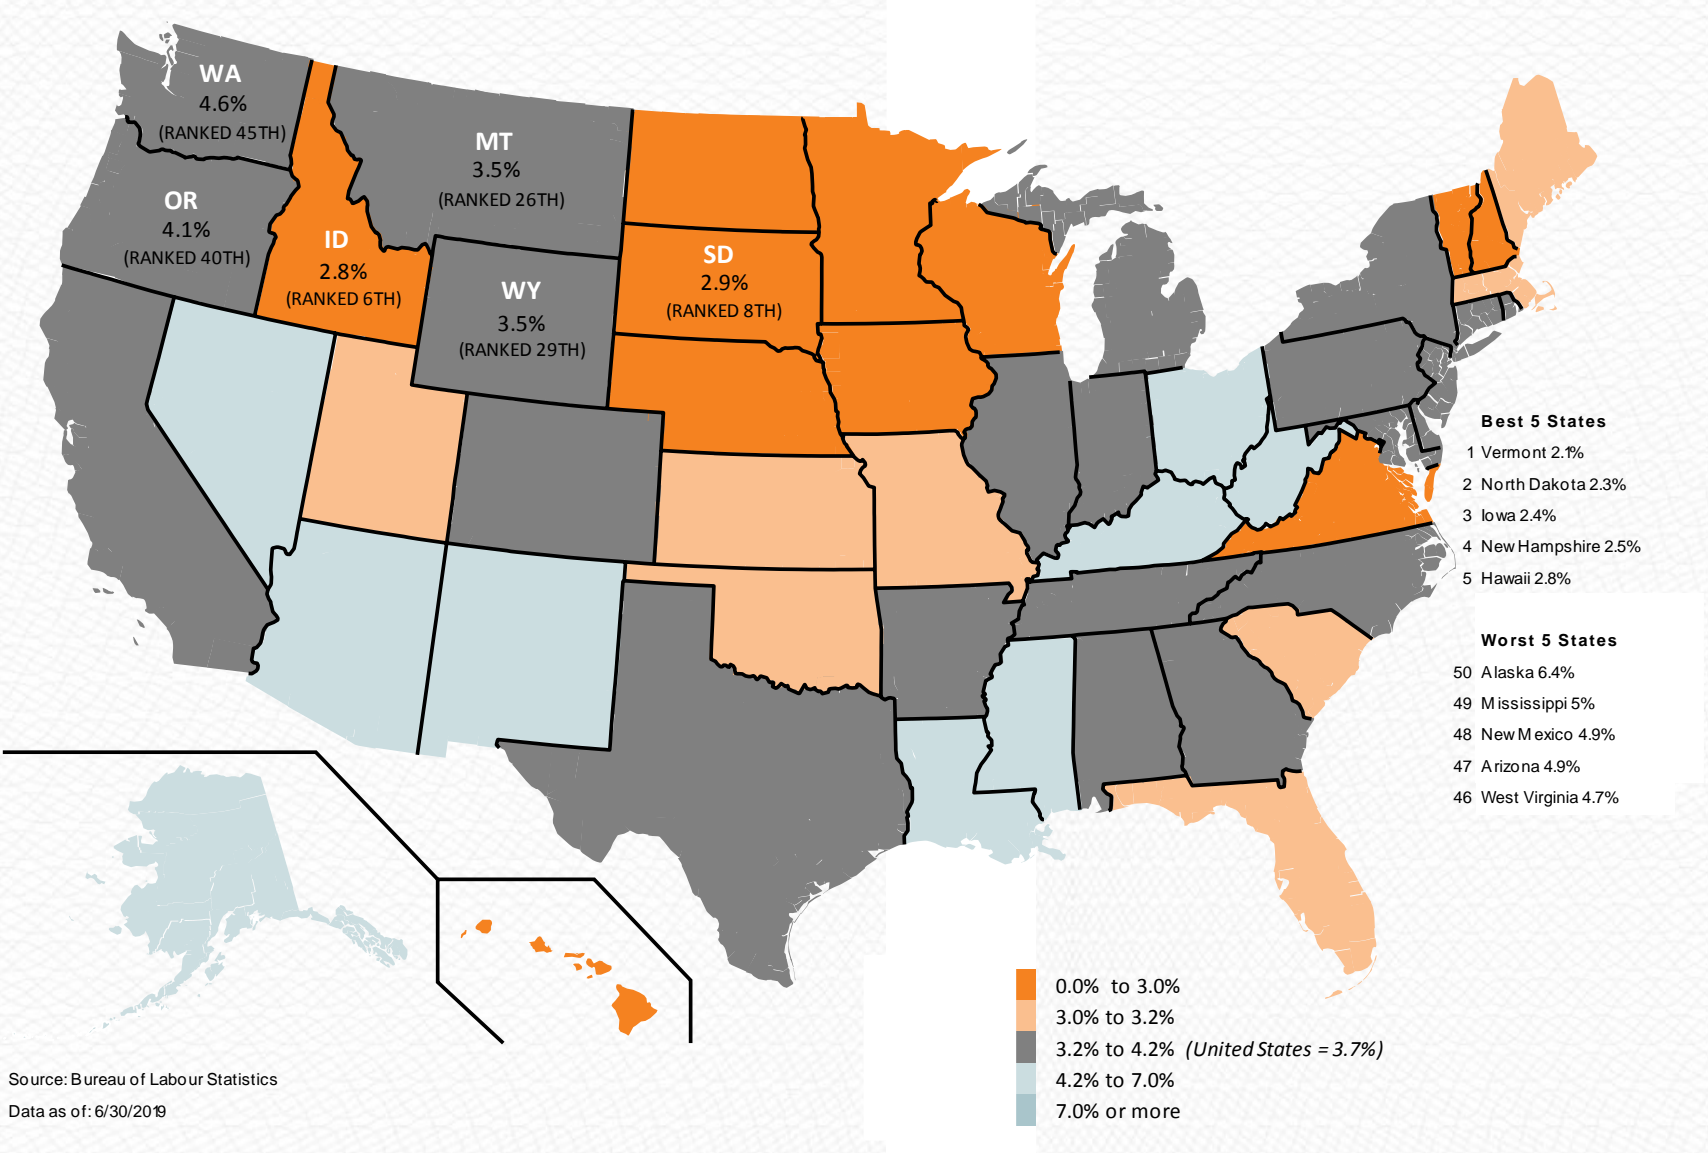 WA
4.6%
(RANKED 45TH)
MT
3.5%
(RANKED 26TH)
OR
4.1%
(RANKED 40TH)
ID
2.8%
(RANKED 6TH)
SD
2.9%
(RANKED 8TH)
WY
3.5%
(RANKED 29TH)
Best 5 States
1 Vermont 2.1%
2 North Dakota 2.3%
3 Iowa 2.4%
4 New Hampshire 2.5%
5 Hawaii 2.8%
Worst 5 States
50 Alaska 6.4%
49 Mississippi 5%
48 New Mexico 4.9%
47 Arizona 4.9%
46 West Virginia 4.7%
0.0% to 3.0%
3.0% to 3.2%
3.2% to 4.2% (United States = 3.7%)
4.2% to 7.0%
7.0% or more
Source: Bureau of Labour Statistics
Data as of: 6/30/2019